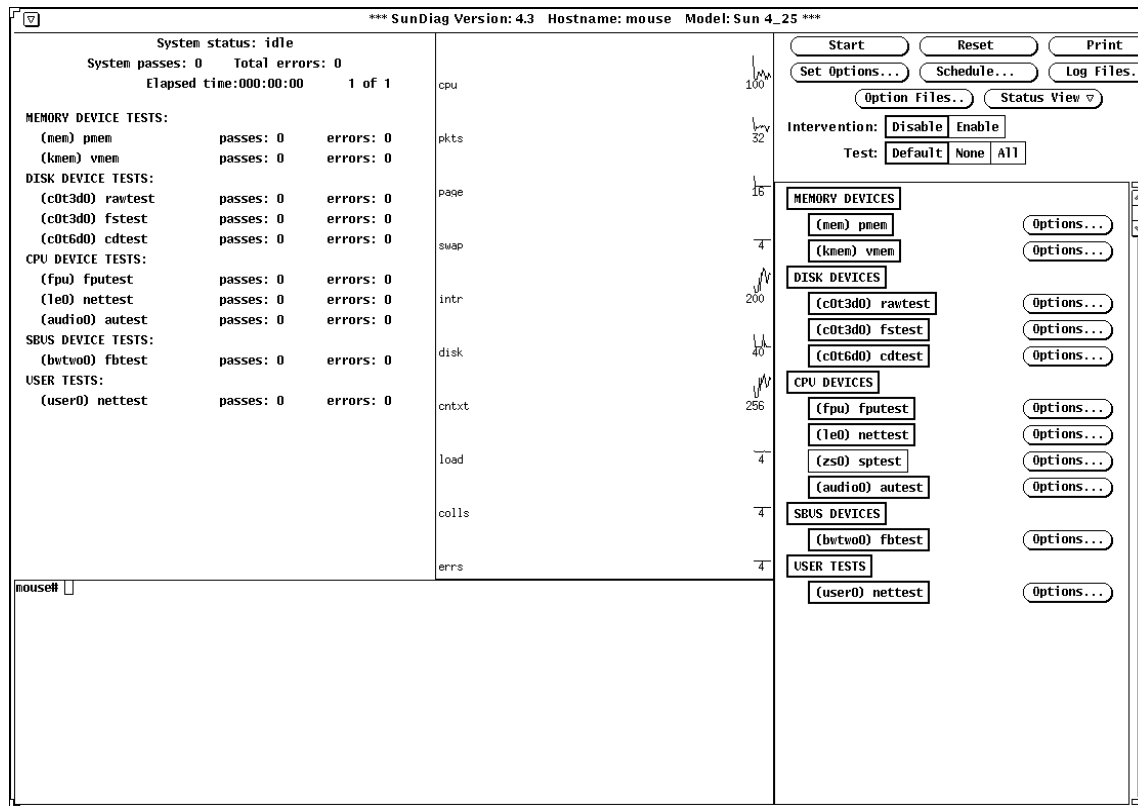 *** SunDiag Version: 4.3 Hostname: mouse Model: Sun 4_25 ***
System status: idle
System passes: 0 Total errors: 0
Elapsed time:000:00:00 1 of 1
MEMORY DEVICE TESTS:
(mem) pmem passes: 0 errors: 0
(kmem) vmem passes: 0 errors: 0
DISK DEVICE TESTS:
(c0t3d0) rawtest passes: 0 errors: 0
(c0t3d0) fstest passes: 0 errors: 0
(c0t6d0) cdtest passes: 0 errors: 0
CPU DEVICE TESTS:
(fpu) fputest passes: 0 errors: 0
(le0) nettest passes: 0 errors: 0
(audio0) autest passes: 0 errors: 0
SBUS DEVICE TESTS:
(bwtwo0) fbtest passes: 0 errors: 0
USER TESTS:
(user0) nettest passes: 0 errors: 0
cpu 100
pkts 32
page 16
swap 4
intr 200
disk 40
cntxt 256
load 4
colls 4
errs 4
Start Reset Print
Set Options... Schedule... Log Files.
Option Files.. Status View
Intervention: Disable Enable
Test: Default None All
MEMORY DEVICES
(mem) pmem Options...
(kmem) vmem Options...
DISK DEVICES
(c0t3d0) rawtest Options...
(c0t3d0) fstest Options...
(c0t6d0) cdtest Options...
CPU DEVICES
(fpu) fputest Options...
(le0) nettest Options...
(zs0) sptest Options...
(audio0) autest Options...
SBUS DEVICES
(bwtwo0) fbtest Options...
USER TESTS
(user0) nettest Options...
mouse#